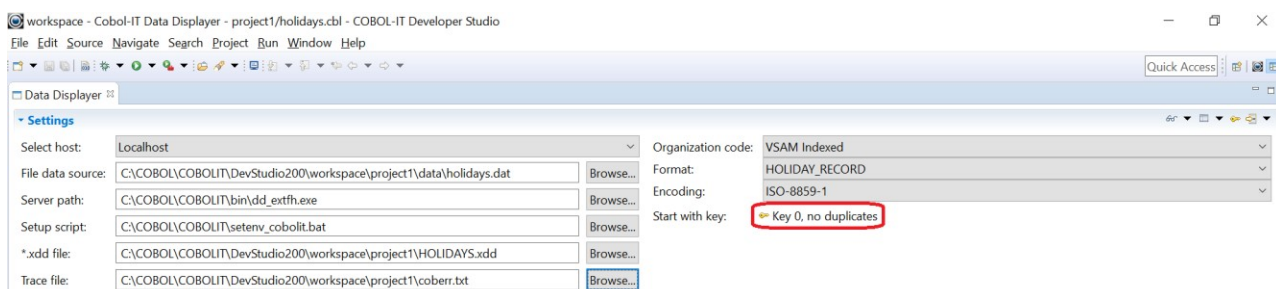 workspace - Cobol-IT Data Displayer - project1/holidays.cbl - COBOL-IT Developer Studio
File Edit Source Navigate Search Project Run Window Help
Quick Access
Data Displayer
Settings
Select host: Localhost
File data source: C:\COBOL\COBOLIT\DevStudio200\workspace\project1\data\holidays.dat Browse...
Server path: C:\COBOL\COBOLIT\bin\dd_extfh.exe Browse...
Setup script: C:\COBOL\COBOLIT\setenv_cobolit.bat Browse...
*.xdd file: C:\COBOL\COBOLIT\DevStudio200\workspace\project1\HOLIDAYS.xdd Browse...
Trace file: C:\COBOL\COBOLIT\DevStudio200\workspace\project1\coberr.txt Browse...
Organization code: VSAM Indexed
Format: HOLIDAY_RECORD
Encoding: ISO-8859-1
Start with key: Key 0, no duplicates